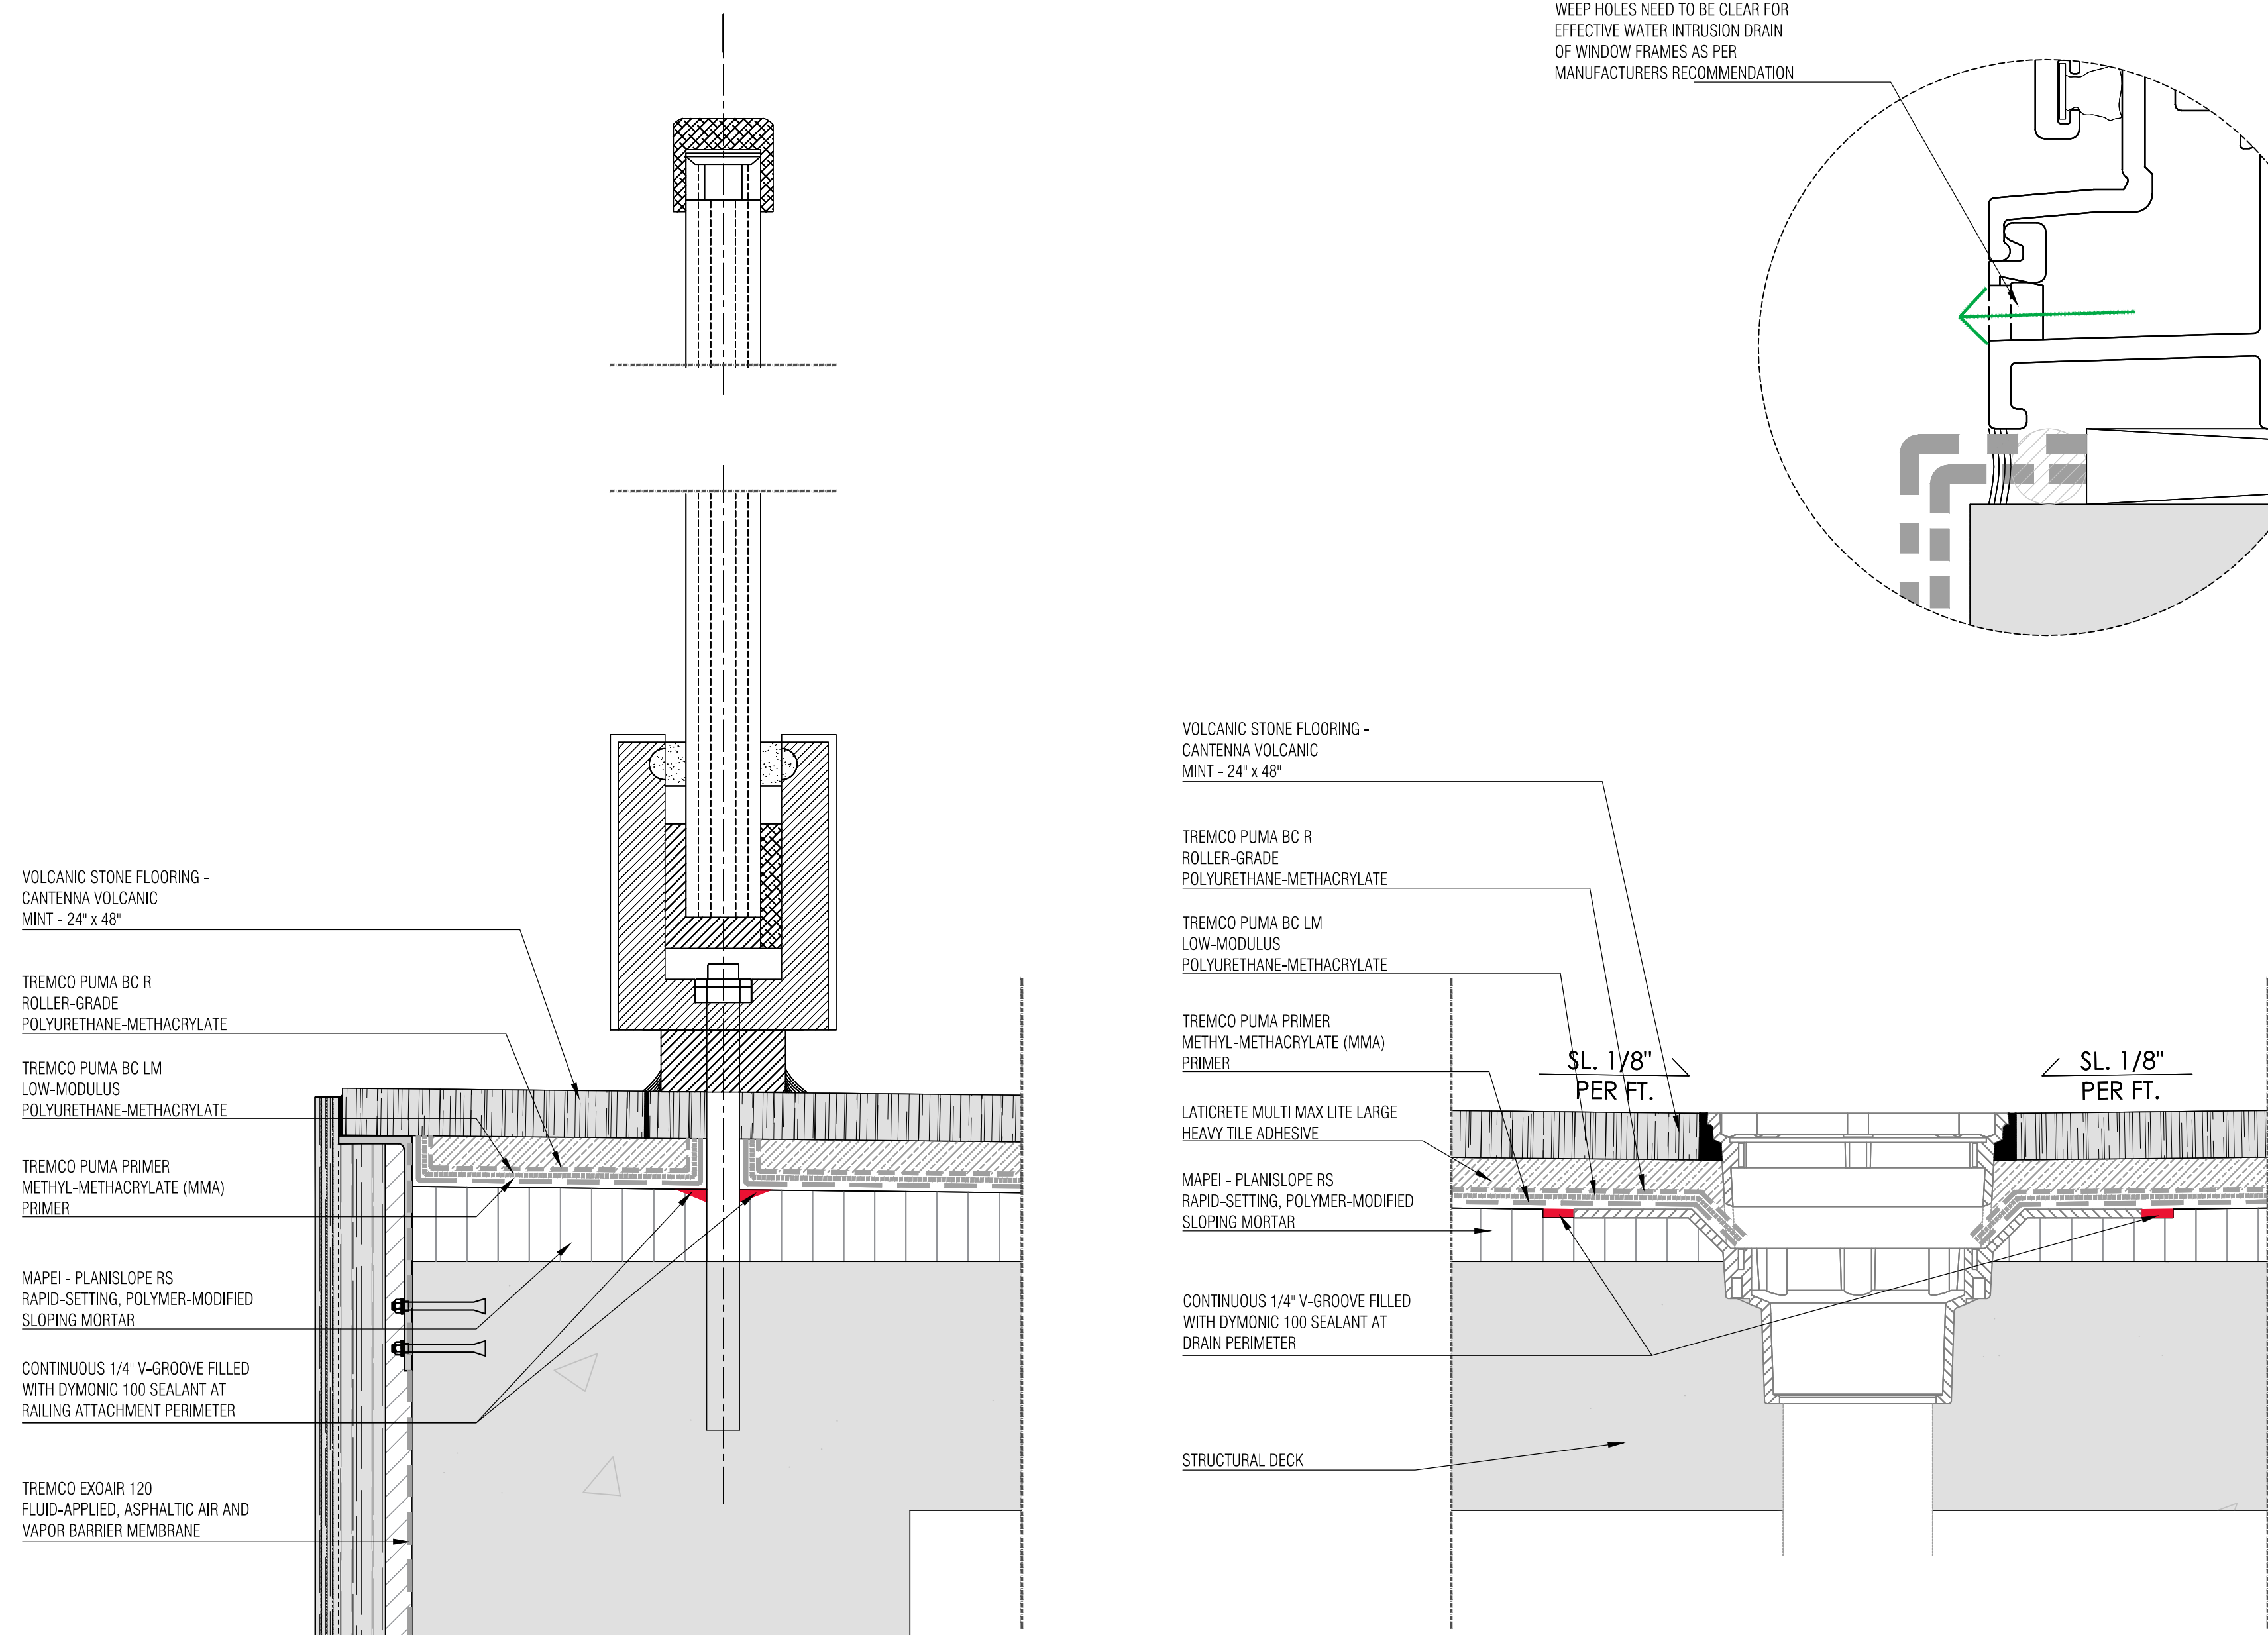 WEEP HOLES NEED TO BE CLEAR FOR
EFFECTIVE WATER INTRUSION DRAIN
OF WINDOW FRAMES AS PER
MANUFACTURERS RECOMMENDATION
VOLCANIC STONE FLOORING -
CANTENNA VOLCANIC
MINT - 24" x 48"
TREMCO PUMA BC R
ROLLER-GRADE
POLYURETHANE-METHACRYLATE
TREMCO PUMA BC LM
LOW-MODULUS
POLYURETHANE-METHACRYLATE
TREMCO PUMA PRIMER
METHYL-METHACRYLATE (MMA)
PRIMER
MAPEI - PLANISLOPE RS
RAPID-SETTING, POLYMER-MODIFIED
SLOPING MORTAR
CONTINUOUS 1/4" V-GROOVE FILLED
WITH DYMONIC 100 SEALANT AT
RAILING ATTACHMENT PERIMETER
TREMCO EXOAIR 120
FLUID-APPLIED, ASPHALTIC AIR AND
VAPOR BARRIER MEMBRANE
VOLCANIC STONE FLOORING -
CANTENNA VOLCANIC
MINT - 24" x 48"
TREMCO PUMA BC R
ROLLER-GRADE
POLYURETHANE-METHACRYLATE
TREMCO PUMA BC LM
LOW-MODULUS
POLYURETHANE-METHACRYLATE
TREMCO PUMA PRIMER
METHYL-METHACRYLATE (MMA)
PRIMER
LATICRETE MULTI MAX LITE LARGE
HEAVY TILE ADHESIVE
MAPEI - PLANISLOPE RS
RAPID-SETTING, POLYMER-MODIFIED
SLOPING MORTAR
CONTINUOUS 1/4" V-GROOVE FILLED
WITH DYMONIC 100 SEALANT AT
DRAIN PERIMETER
STRUCTURAL DECK
SL. 1/8"
PER FT.
SL. 1/8"
PER FT.